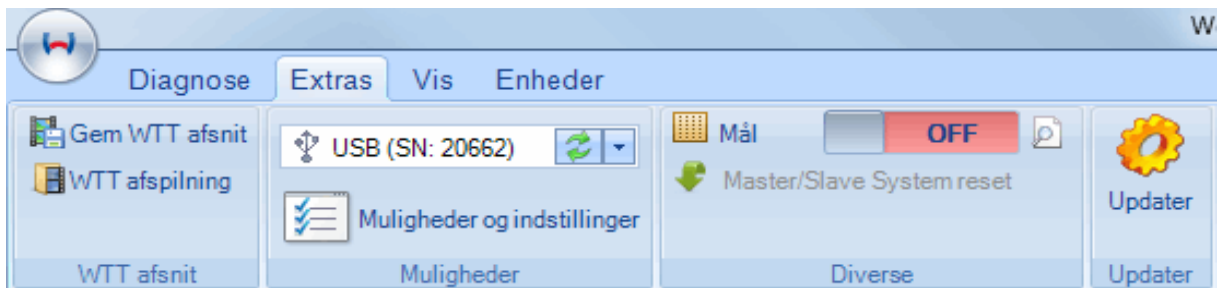 Diagnose Extras Vis Enheder
Gem WTT afsnit
WTT afspilning
WTT afsnit
USB (SN: 20662)
Muligheder og indstillinger
Muligheder
Mål OFF
Master/Slave System reset
Diverse
Updater
Updater